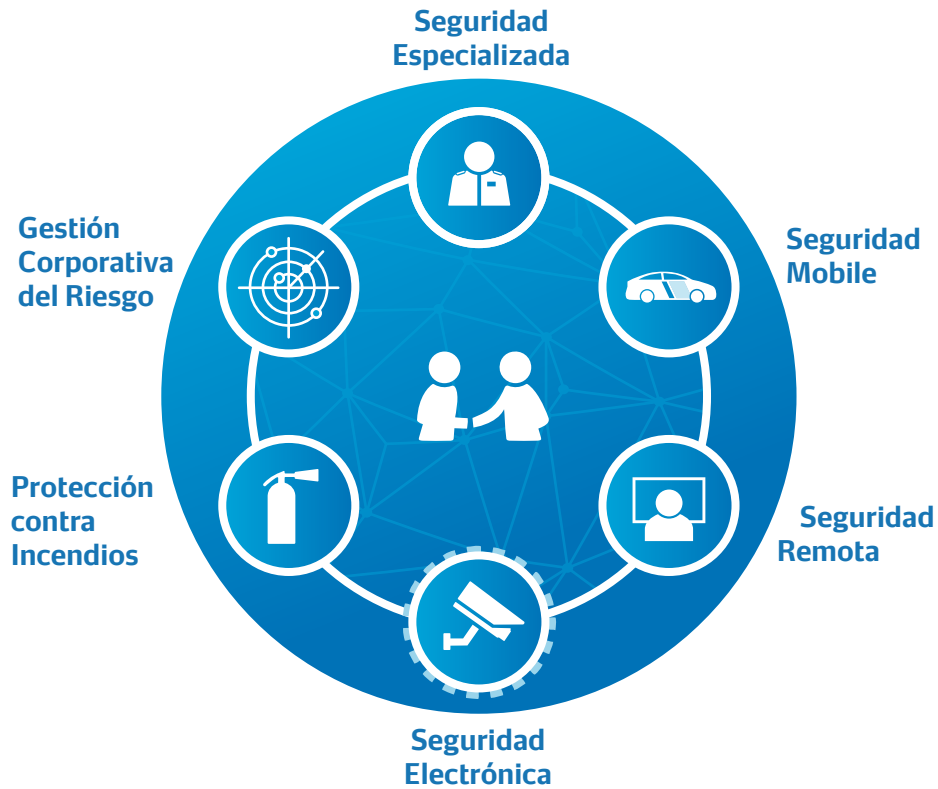 Seguridad
Especializada
Gestión
Corporativa
del Riesgo
Seguridad
Mobile
Protección
contra
Incendios
Seguridad
Remota
Seguridad
Electrónica